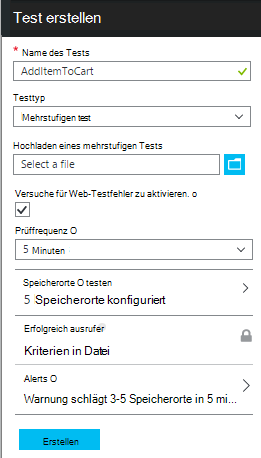 Test erstellen
* Name des Tests
AddItemToCart
Testtyp
Mehrstufigen test
Hochladen eines mehrstufigen Tests
Select a file
Versuche für Web-Testfehler zu aktivieren. o
Prüffrequenz O
5 Minuten
Speicherorte O testen
5 Speicherorte konfiguriert
Erfolgreich ausrufer
Kriterien in Datei
Alerts O
Warnung schlägt 3-5 Speicherorte in 5 mi...
Erstellen